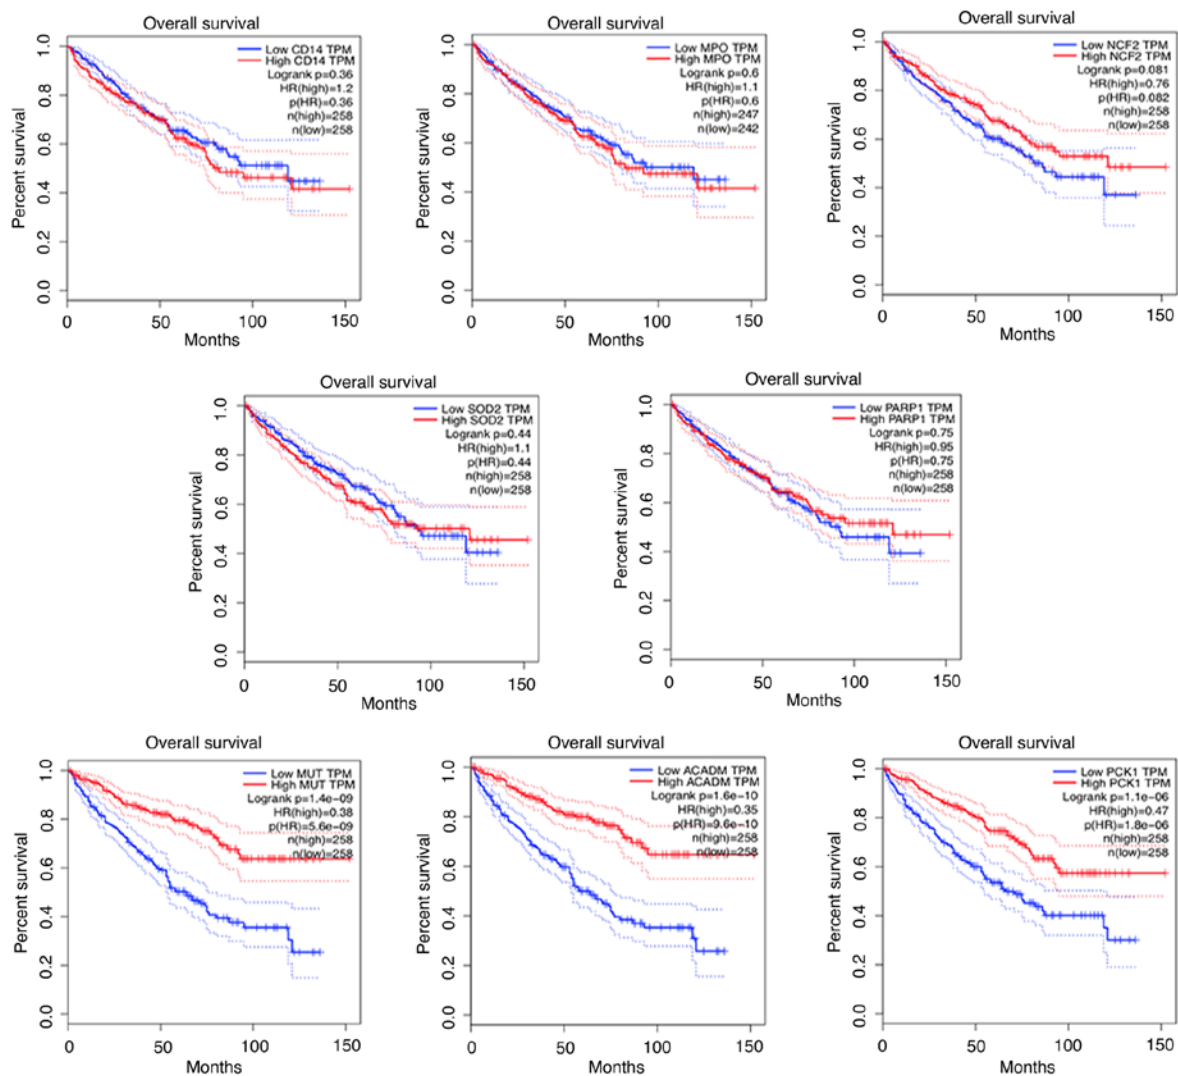 Overall survival
Low CD14 TPM
High CD14 TPM
Logrank p=0.36
HR(high)=1.2
p(HR)=0.36
n(high)=258
n(low)=258
Percent survival
0.0 0.2 0.4 0.6 0.8 1.0
0 50 100 150
Months
Overall survival
Low MPO TPM
High MPO TPM
Logrank p=0.6
HR(high)=1.1
p(HR)=0.6
n(high)=247
n(low)=242
Percent survival
0.0 0.2 0.4 0.6 0.8 1.0
0 50 100 150
Months
Overall survival
Low NCF2 TPM
High NCF2 TPM
Logrank p=0.081
HR(high)=0.76
p(HR)=0.082
n(high)=258
n(low)=258
Percent survival
0.0 0.2 0.4 0.6 0.8 1.0
0 50 100 150
Months
Overall survival
Low SOD2 TPM
High SOD2 TPM
Logrank p=0.44
HR(high)=1.1
p(HR)=0.44
n(high)=258
n(low)=258
Percent survival
0.0 0.2 0.4 0.6 0.8 1.0
0 50 100 150
Months
Overall survival
Low PARP1 TPM
High PARP1 TPM
Logrank p=0.75
HR(high)=0.95
p(HR)=0.75
n(high)=258
n(low)=258
Percent survival
0.0 0.2 0.4 0.6 0.8 1.0
0 50 100 150
Months
Overall survival
Low MUT TPM
High MUT TPM
Logrank p=1.4e-09
HR(high)=0.38
p(HR)=5.6e-09
n(high)=258
n(low)=258
Percent survival
0.0 0.2 0.4 0.6 0.8 1.0
0 50 100 150
Months
Overall survival
Low ACADM TPM
High ACADM TPM
Logrank p=1.6e-10
HR(high)=0.35
p(HR)=9.6e-10
n(high)=258
n(low)=258
Percent survival
0.0 0.2 0.4 0.6 0.8 1.0
0 50 100 150
Months
Overall survival
Low PCK1 TPM
High PCK1 TPM
Logrank p=1.1e-06
HR(high)=0.47
p(HR)=1.8e-06
n(high)=258
n(low)=258
Percent survival
0.0 0.2 0.4 0.6 0.8 1.0
0 50 100 150
Months